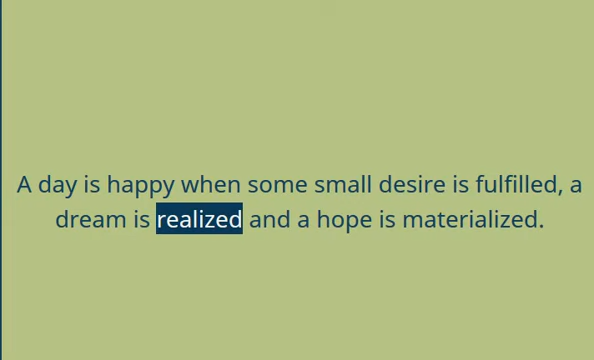 A day is happy when some small desire is fulfilled, a
dream is realized and a hope is materialized.